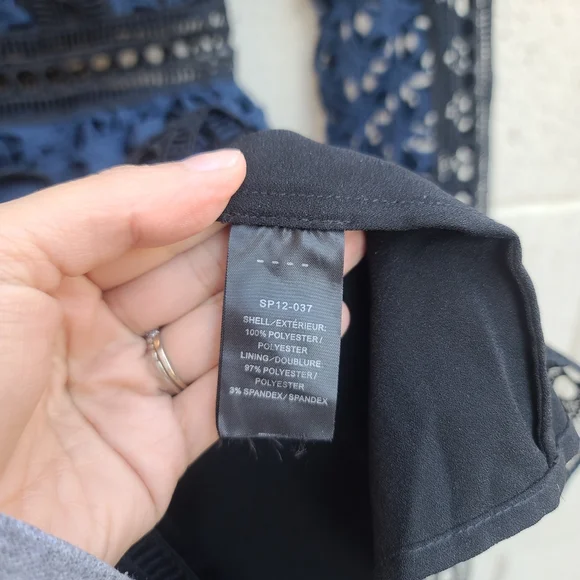 - - - -
SP12-037
SHELL/EXTÉRIEUR:
100% POLYESTER/
POLYESTER
LINING/DOUBLURE:
97% POLYESTER/
POLYESTER
3% SPANDEX/SPANDEX